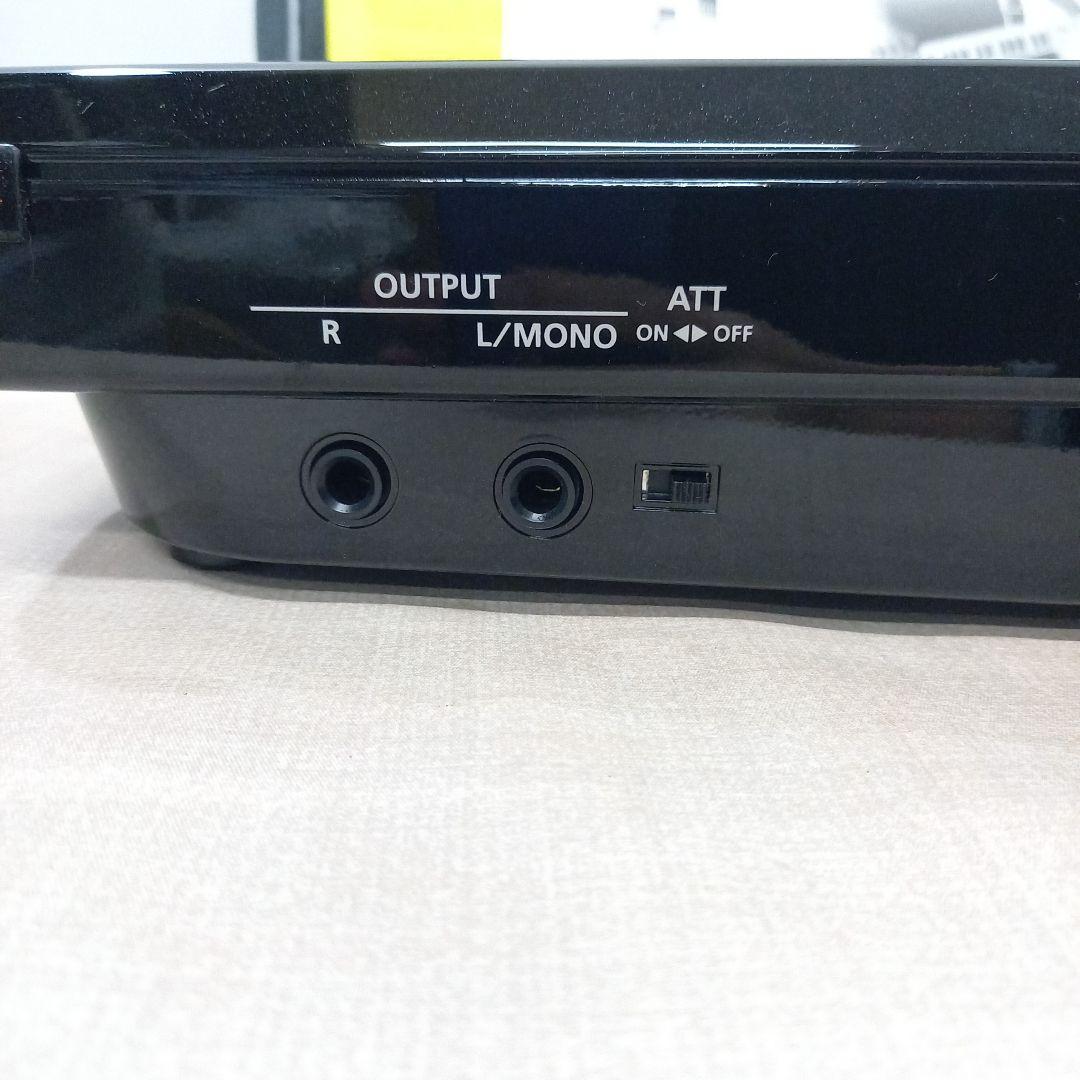 OUTPUT
R L/MONO
ATT
ON ◀▶ OFF